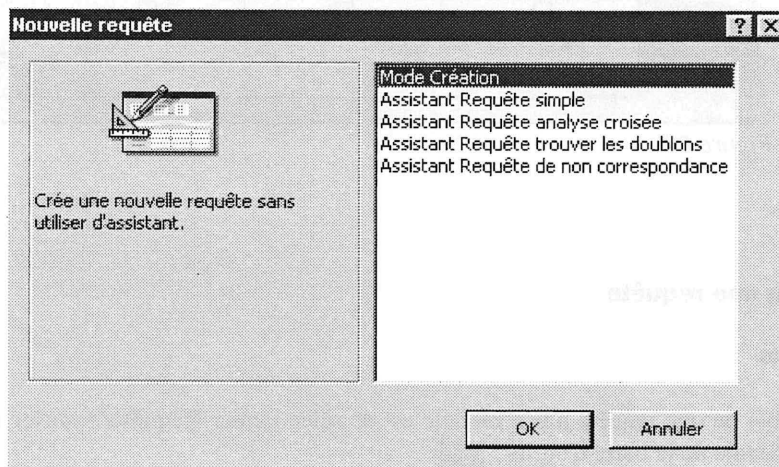 Nouvelle requête
Mode Création
Assistant Requête simple
Assistant Requête analyse croisée
Assistant Requête trouver les doublons
Assistant Requête de non correspondance
Crée une nouvelle requête sans
utiliser d'assistant.
OK
Annuler